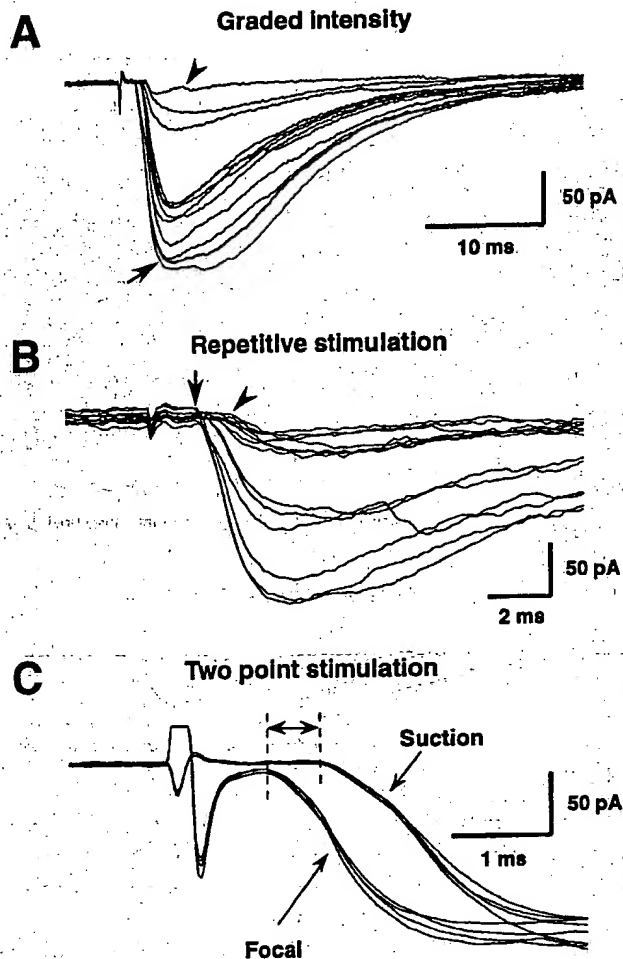 A
Graded intensity
50 pA
10 ms
B
Repetitive stimulation
50 pA
2 ms
C
Two point stimulation
Suction
50 pA
1 ms
Focal